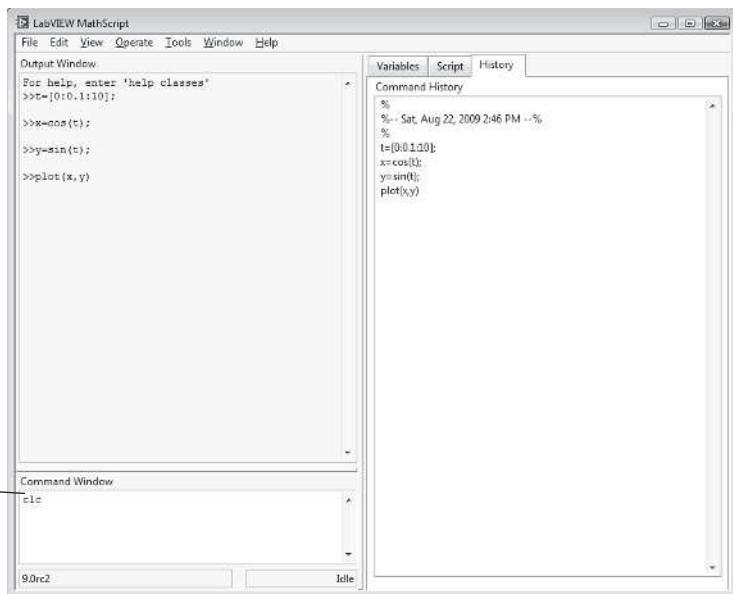 LabVIEW MathScript
File Edit View Operate Tools Window Help
Output Window
For help, enter 'help classes'
>>t=[0:0.1:10];
>>x=cos(t);
>>y=sin(t);
>>plot(x,y)
Command Window
clc
9.0rc2
Idle
Variables Script History
Command History
%
%-- Sat, Aug 22, 2009 2:46 PM --%
%
t=[0:0.1:10];
x=cos(t);
y=sin(t);
plot(x,y)